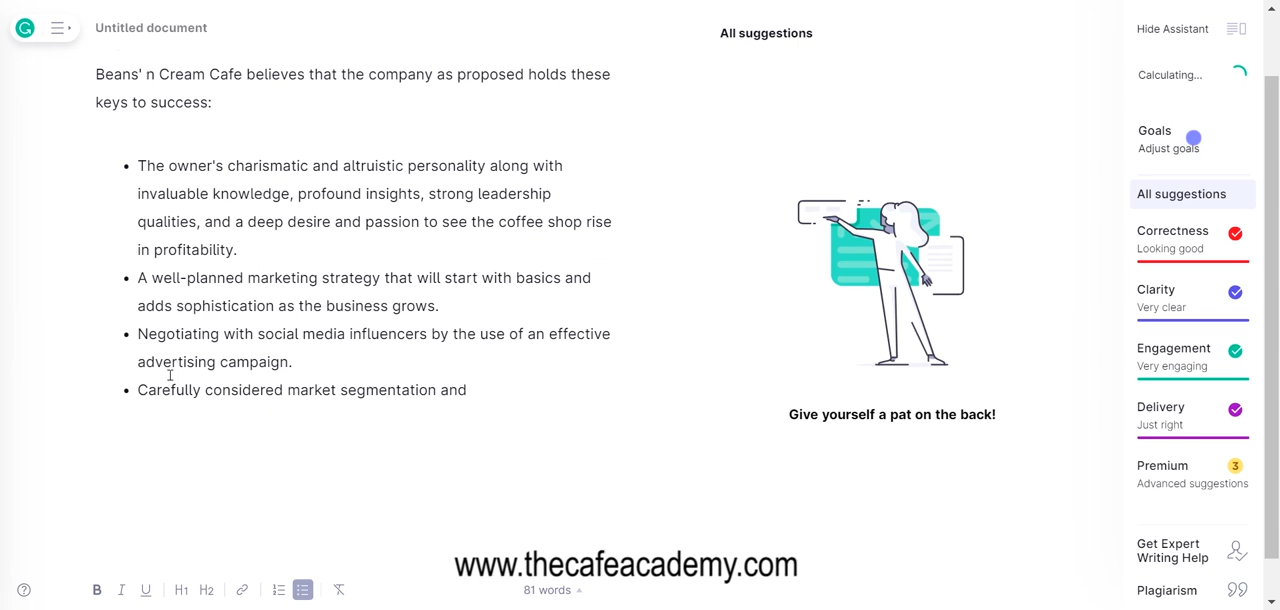 Untitled document
All suggestions
Hide Assistant
Beans' n Cream Cafe believes that the company as proposed holds these
keys to success:
The owner's charismatic and altruistic personality along with
invaluable knowledge, profound insights, strong leadership
qualities, and a deep desire and passion to see the coffee shop rise
in profitability.
A well-planned marketing strategy that will start with basics and
adds sophistication as the business grows.
Negotiating with social media influencers by the use of an effective
advertising campaign.
Carefully considered market segmentation and
Give yourself a pat on the back!
Calculating...
Goals
Adjust goals
All suggestions
Correctness
Looking good
Clarity
Very clear
Engagement
Very engaging
Delivery
Just right
Premium 3
Advanced suggestions
Get Expert
Writing Help
Plagiarism
www.thecafeacademy.com
B I U H1 H2
81 words